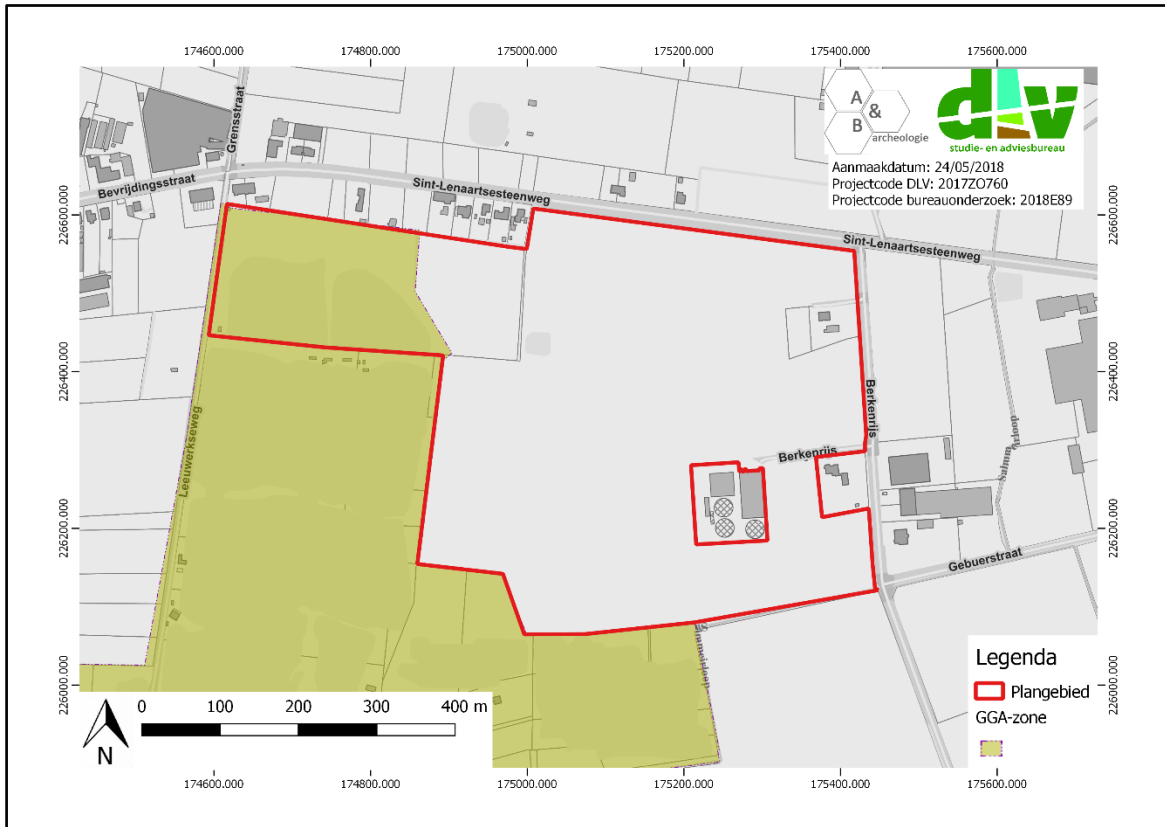 174600.000 174800.000 175000.000 175200.000 175400.000 175600.000
A
&
B
archeologie
dlv
studie- en adviesbureau
Aanmaakdatum: 24/05/2018
Projectcode DLV: 2017ZO760
Projectcode bureauonderzoek: 2018E89
Grensstraat
Bevrijdingsstraat
Sint-Lenaartsesteenweg
Sint-Lenaartsesteenweg
226600.000
226600.000
226400.000
226400.000
Leeuwerkseweg
Berkenrijs
Berkenrijs
Salmmeirloop
226200.000
226200.000
Gebuerstraat
226000.000
226000.000
Legenda
Plangebied
GGA-zone
0 100 200 300 400 m
N
174600.000 174800.000 175000.000 175200.000 175400.000 175600.000